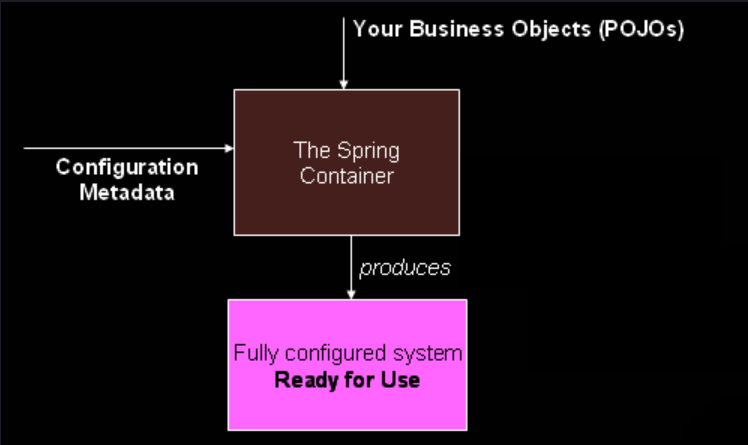 Your Business Objects (POJOs)
The Spring
Container
Configuration
Metadata
produces
Fully configured system
Ready for Use